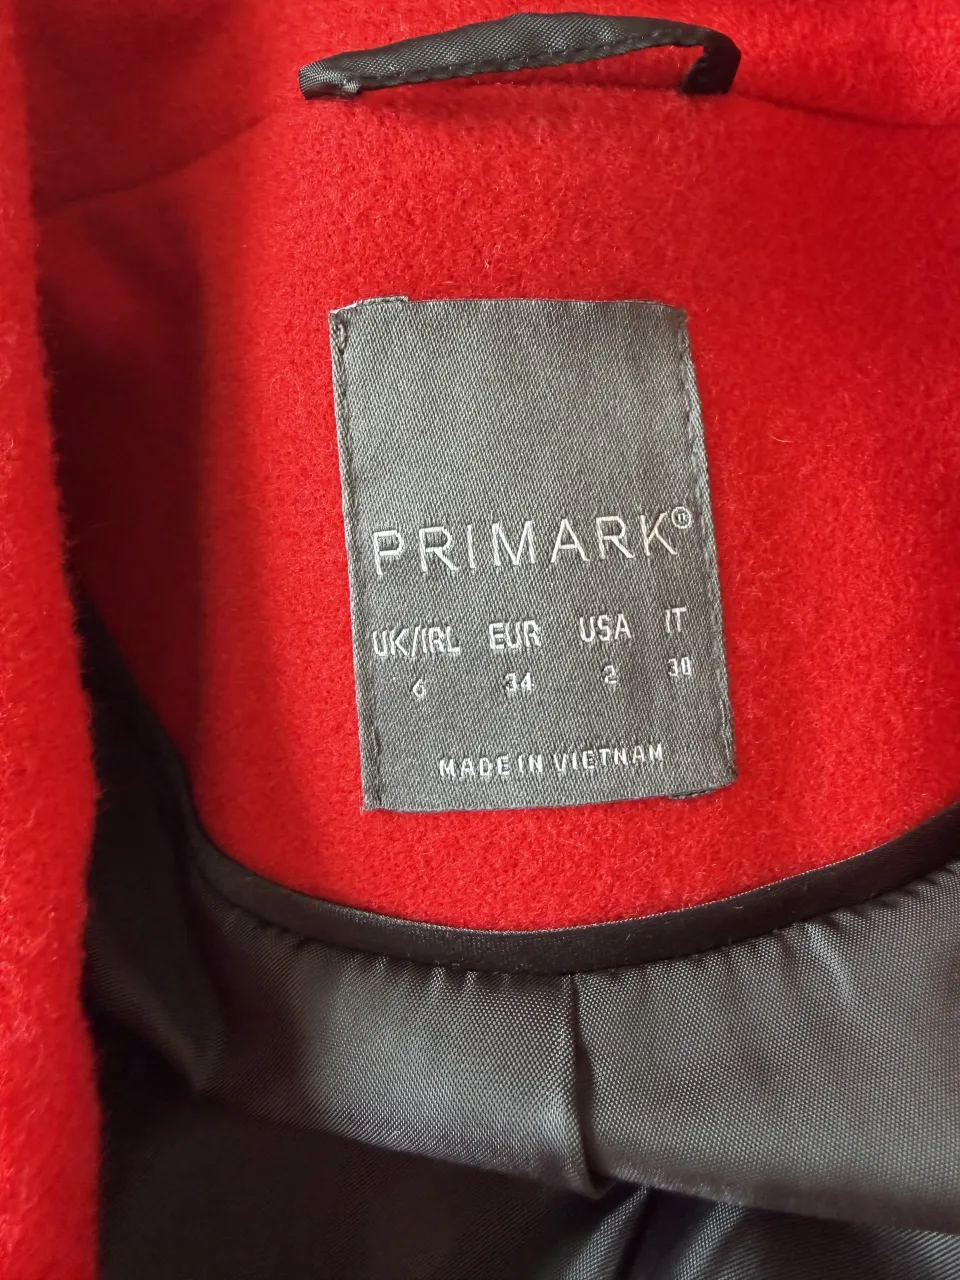 PRIMARK®
UK/IRL EUR USA IT
6 34 2 38
MADE IN VIETNAM